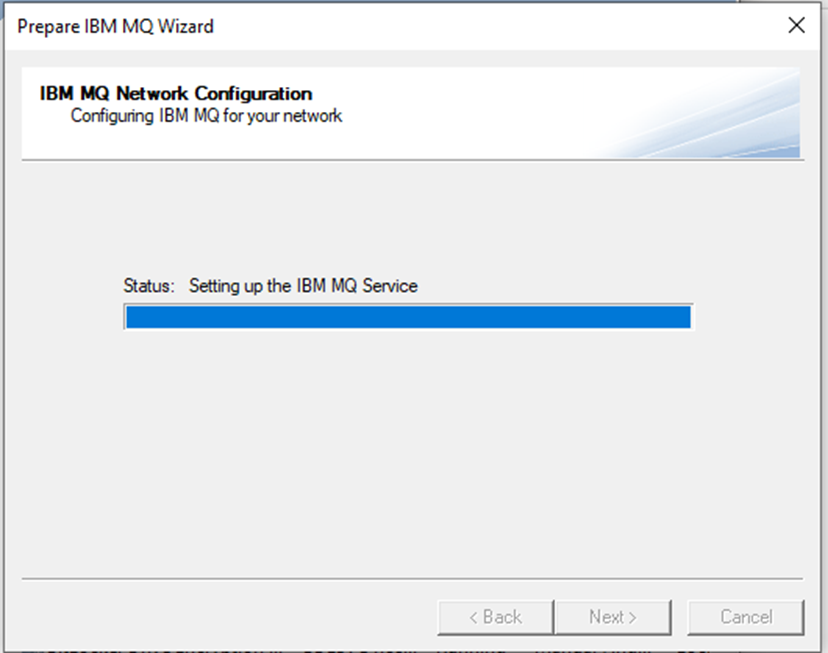 Prepare IBM MQ Wizard
IBM MQ Network Configuration
Configuring IBM MQ for your network
Status: Setting up the IBM MQ Service
< Back Next > Cancel